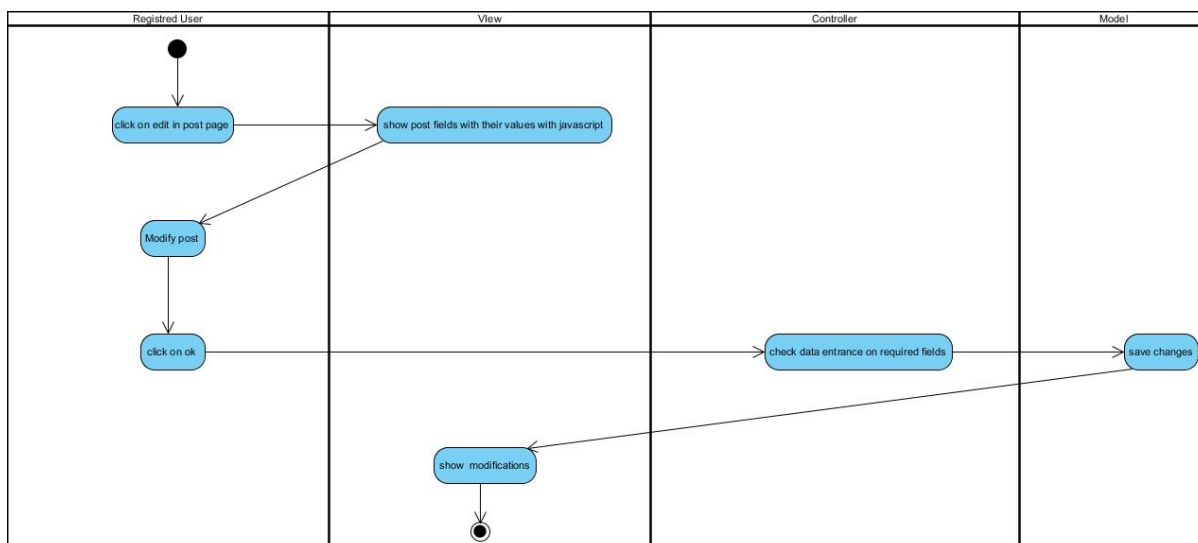 Registred User
VIew
Controller
Model
click on edit in post page
show post fields with their values with javascript
Modify post
click on ok
check data entrance on required fields
save changes
show modifications